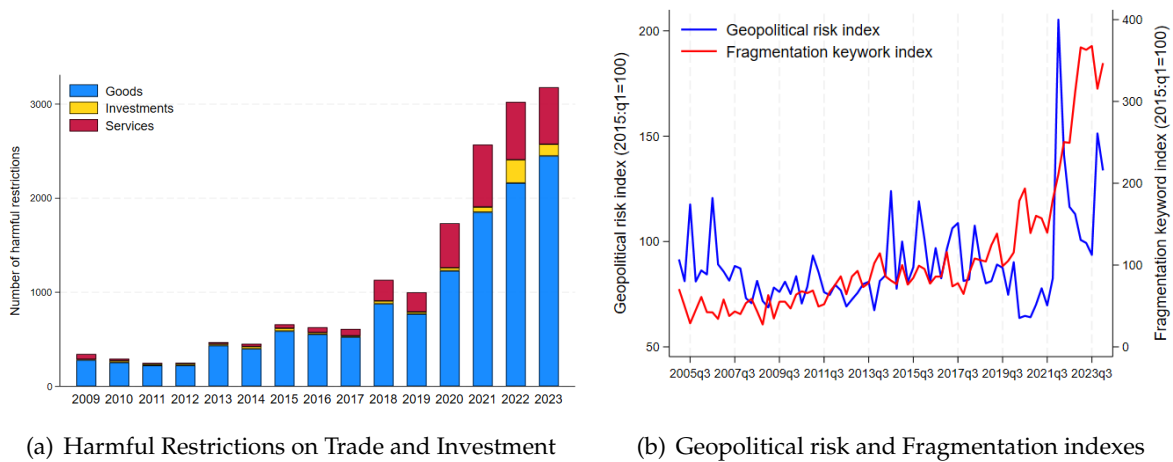 Number of harmful restrictions
3000
2000
1000
0
Goods
Investments
Services
2009 2010 2011 2012 2013 2014 2015 2016 2017 2018 2019 2020 2021 2022 2023
(a) Harmful Restrictions on Trade and Investment
Geopolitical risk index (2015:q1=100)
200
150
100
50
Geopolitical risk index
Fragmentation keywork index
400
300
200
100
0
Fragmentation keyword index (2015:q1=100)
2005q3 2007q3 2009q3 2011q3 2013q3 2015q3 2017q3 2019q3 2021q3 2023q3
(b) Geopolitical risk and Fragmentation indexes